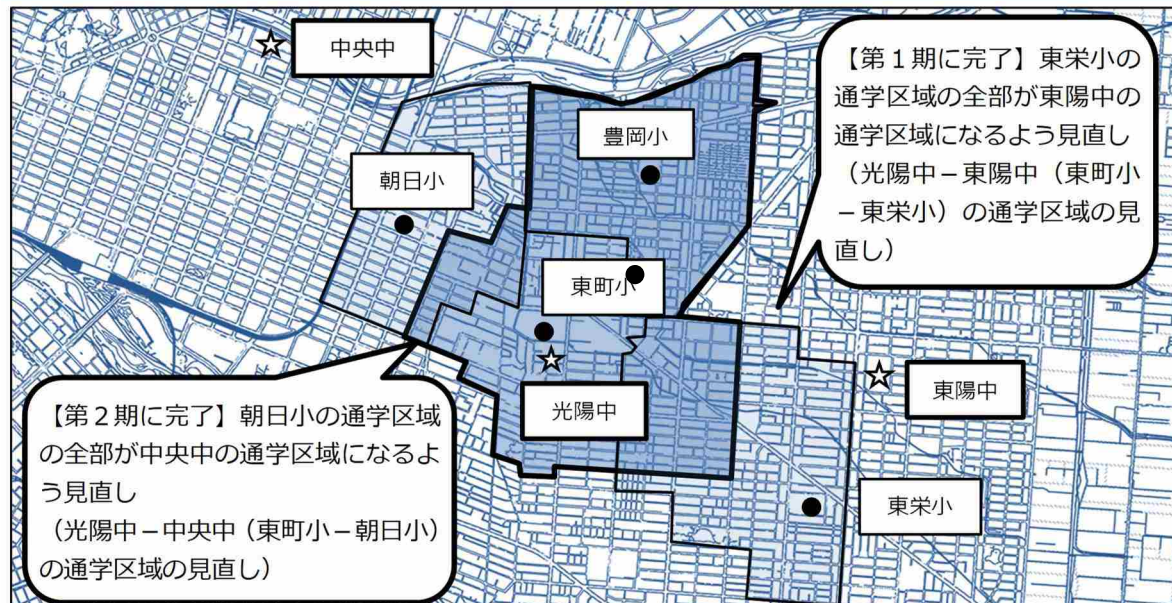 中央中
【第１期に完了】東栄小の
通学区域の全部が東陽中の
通学区域になるよう見直し
（光陽中－東陽中（東町小
－東栄小）の通学区域の見
直し）
豊岡小
朝日小
東町小
光陽中
東陽中
東栄小
【第２期に完了】朝日小の通学区域
の全部が中央中の通学区域になるよ
う見直し
（光陽中－中央中（東町小－朝日小）
の通学区域の見直し）